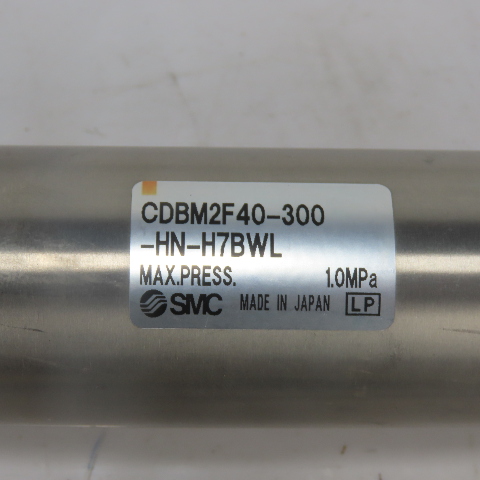 CDBM2F40-300
-HN-H7BWL
MAX.PRESS. 1.0MPa
SMC MADE IN JAPAN LP